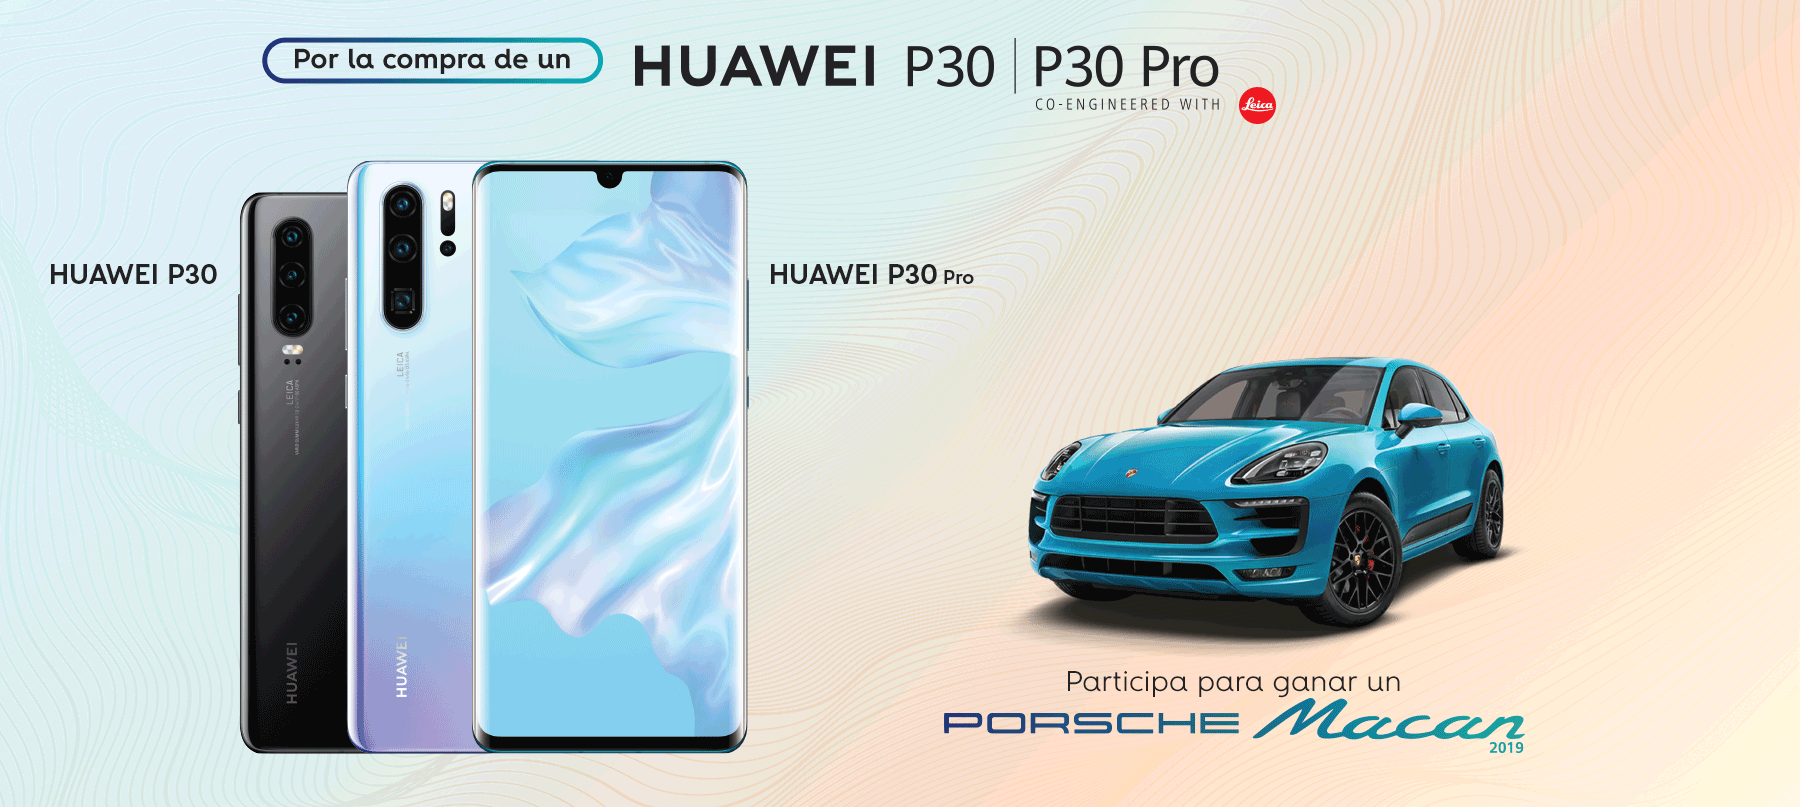 Por la compra de un
HUAWEI P30 | P30 Pro
CO-ENGINEERED WITH Leica
HUAWEI P30
HUAWEI P30 Pro
LEICA
LEICA
HUAWEI
HUAWEI
Participa para ganar un
PORSCHE Macan
2019